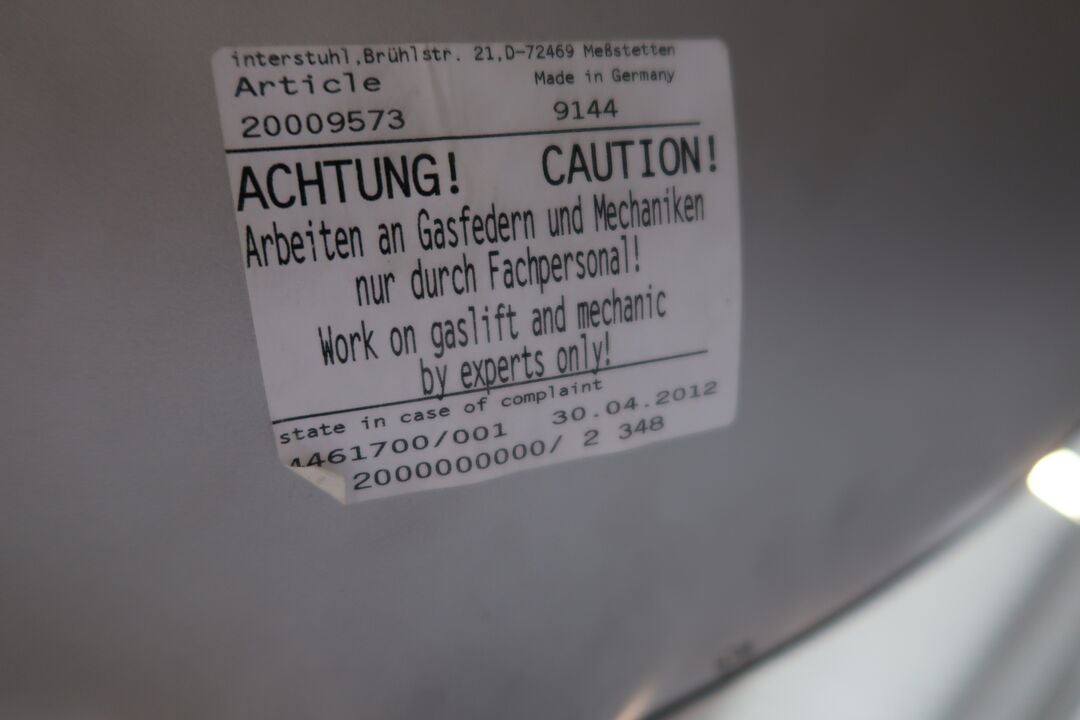 interstuhl,Brühlstr. 21,D-72469 Meßstetten
Article Made in Germany
20009573 9144
ACHTUNG! CAUTION!
Arbeiten an Gasfedern und Mechaniken
nur durch Fachpersonal!
Work on gaslift and mechanic
by experts only!
state in case of complaint
4461700/001 30.04.2012
2000000000/ 2 348